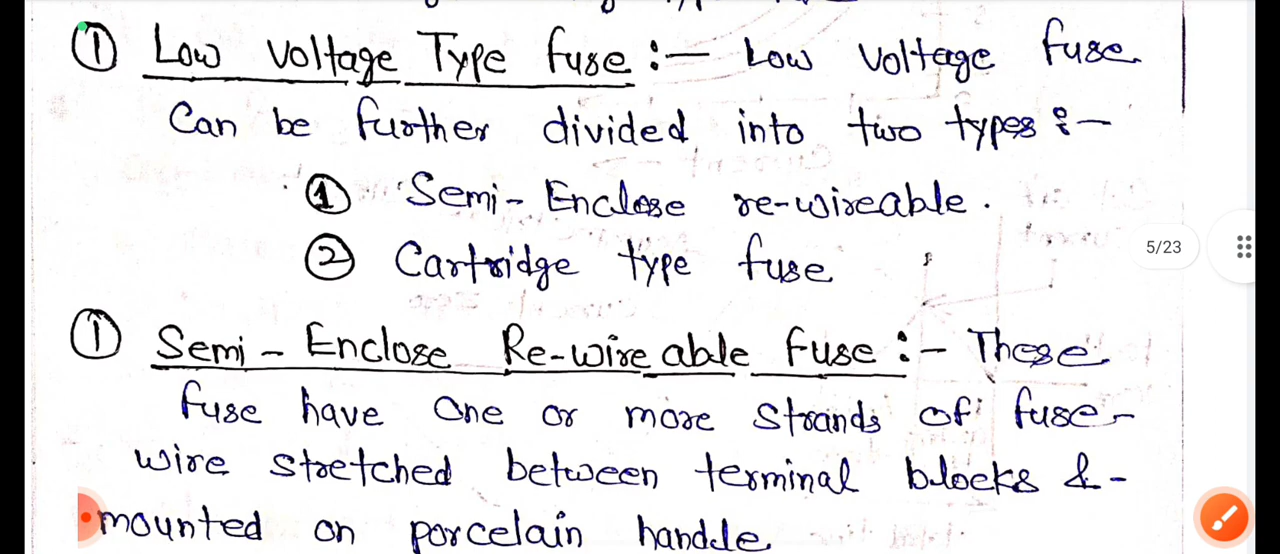 ① Low voltage Type fuse :— Low voltage fuse
Can be further divided into two types :—
① Semi-Enclose re-wireable.
② Cartridge type fuse
5/23
① Semi-Enclose Re-wireable fuse :- These
fuse have one or more strands of fuse-
wire stretched between terminal blocks & -
mounted on porcelain handle.